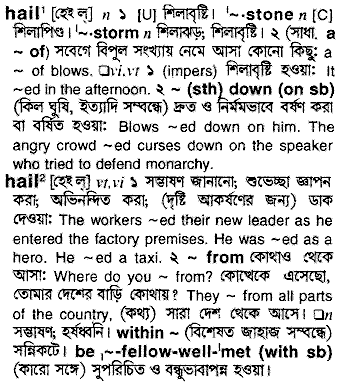 hail¹ [হেইল্] n ১ [U] শিলাবৃষ্টি। '~·stone n [C]
শিলাপিণ্ড। '~·storm n শিলাঝড়; শিলাবৃষ্টি। ২ (সাধা. a
~ of) সবেগে বিপুল সংখ্যায় নেমে আসা কোনো কিছু: a
~ of blows. □vi,vt ১ (impers) শিলাবৃষ্টি হওয়া: It
~ed in the afternoon. ২ ~ (sth) down (on sb)
(কিল ঘুষি, ইত্যাদি সম্বন্ধে) দ্রুত ও নির্মমভাবে বর্ষণ করা
বা বর্ষিত হওয়া: Blows ~ed down on him. The
angry crowd ~ed curses down on the speaker
who tried to defend monarchy.
hail² [হেইল্] vt,vi ১ সম্ভাষণ জানানো; শুভেচ্ছা জ্ঞাপন
করা; অভিনন্দিত করা; (দৃষ্টি আকর্ষণের জন্য) ডাক
দেওয়া: The workers ~ed their new leader as he
entered the factory premises. He was ~ed as a
hero. He ~ed a taxi. ২ ~ from কোথাও থেকে
আসা: Where do you ~ from? কোত্থেকে এসেছো,
তোমার দেশের বাড়ি কোথায়? They ~ from all parts
of the country, (কথ্য) সারা দেশ থেকে আসে। □n
সম্ভাষণ; হর্ষধ্বনি। within ~ (বিশেষত জাহাজ সম্বন্ধে)
সন্নিকটে। be ˌ~-fellow-well-'met (with sb)
(কারো সঙ্গে) সুপরিচিত ও বন্ধুভাবাপন্ন হওয়া।